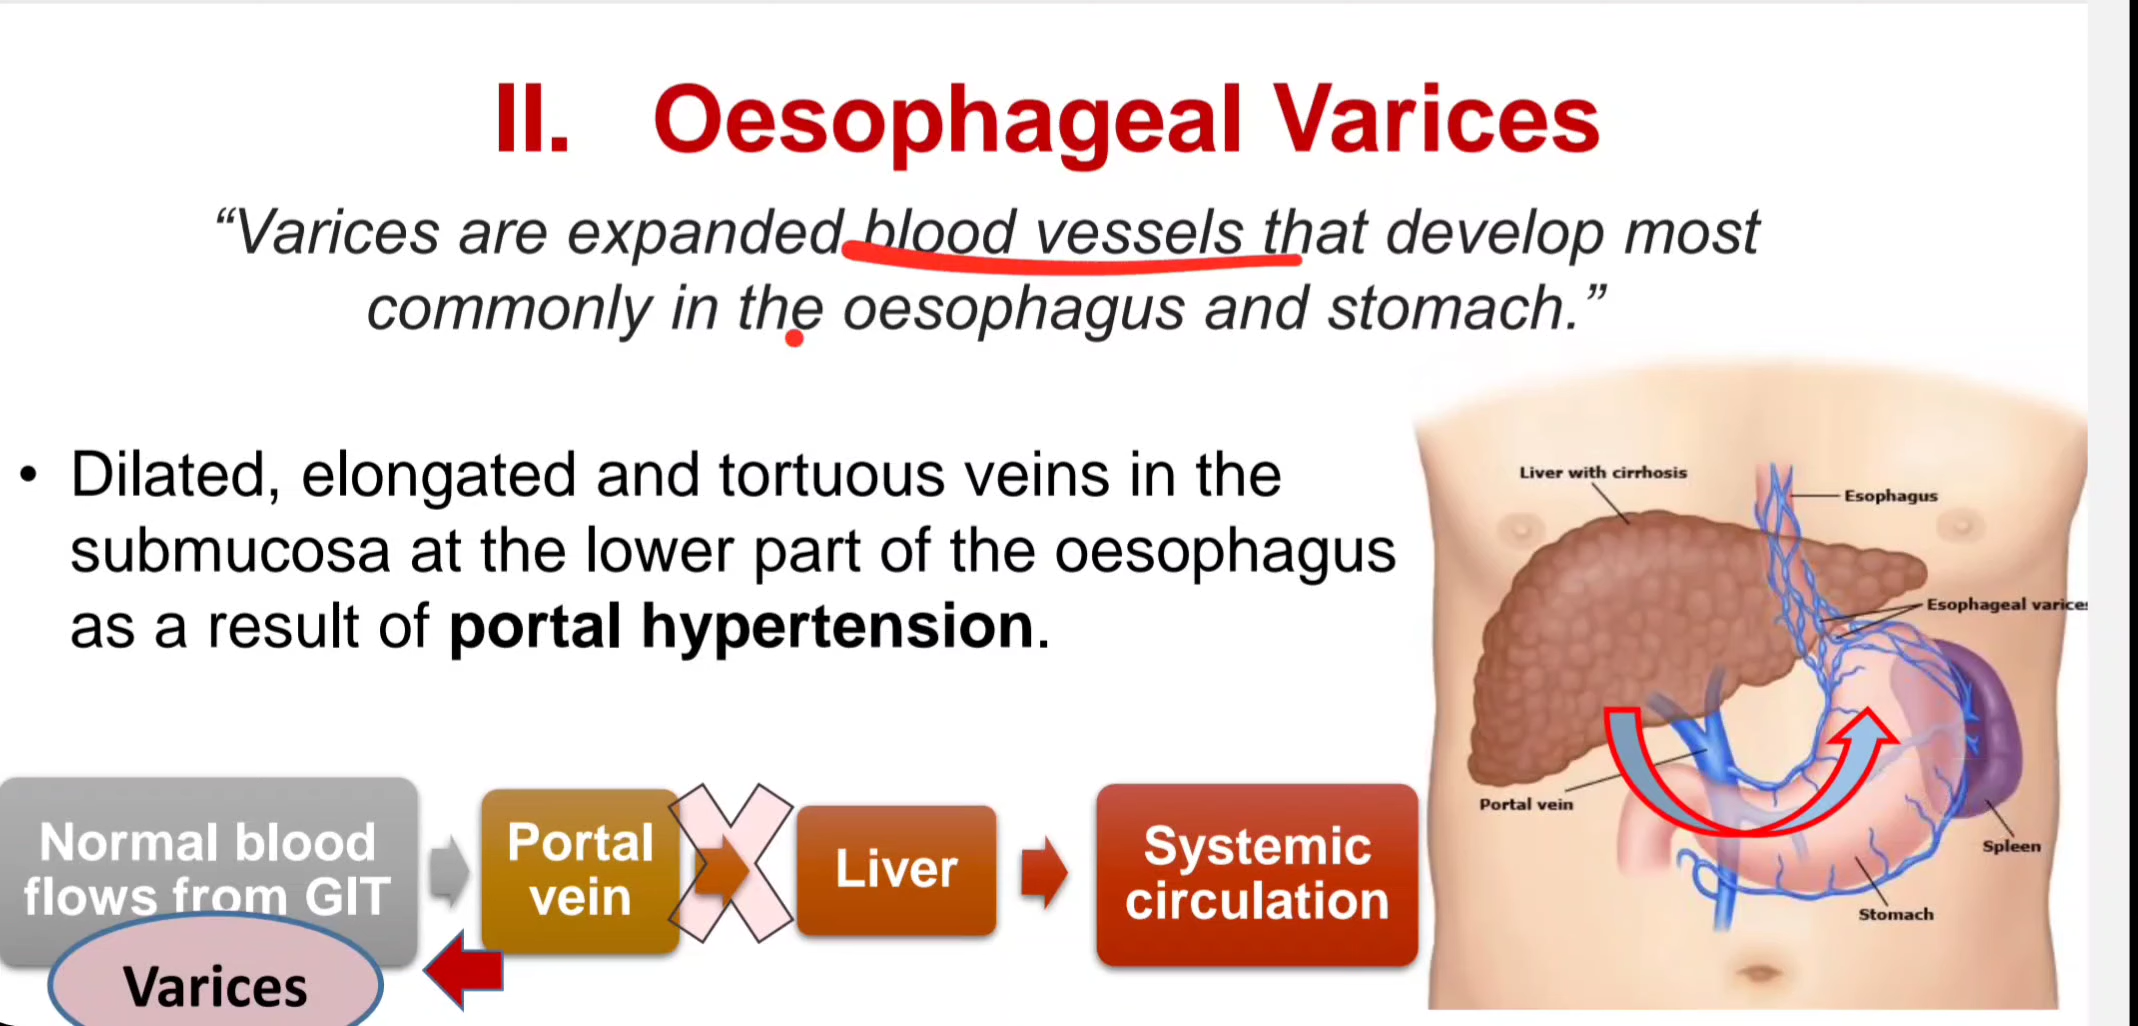 II. Oesophageal Varices
“Varices are expanded blood vessels that develop most
commonly in the oesophagus and stomach.”
• Dilated, elongated and tortuous veins in the
submucosa at the lower part of the oesophagus
as a result of portal hypertension.
Liver with cirrhosis
Esophagus
Esophageal varices
Portal vein
Spleen
Stomach
Normal blood
flows from GIT
Portal
vein
Liver
Systemic
circulation
Varices